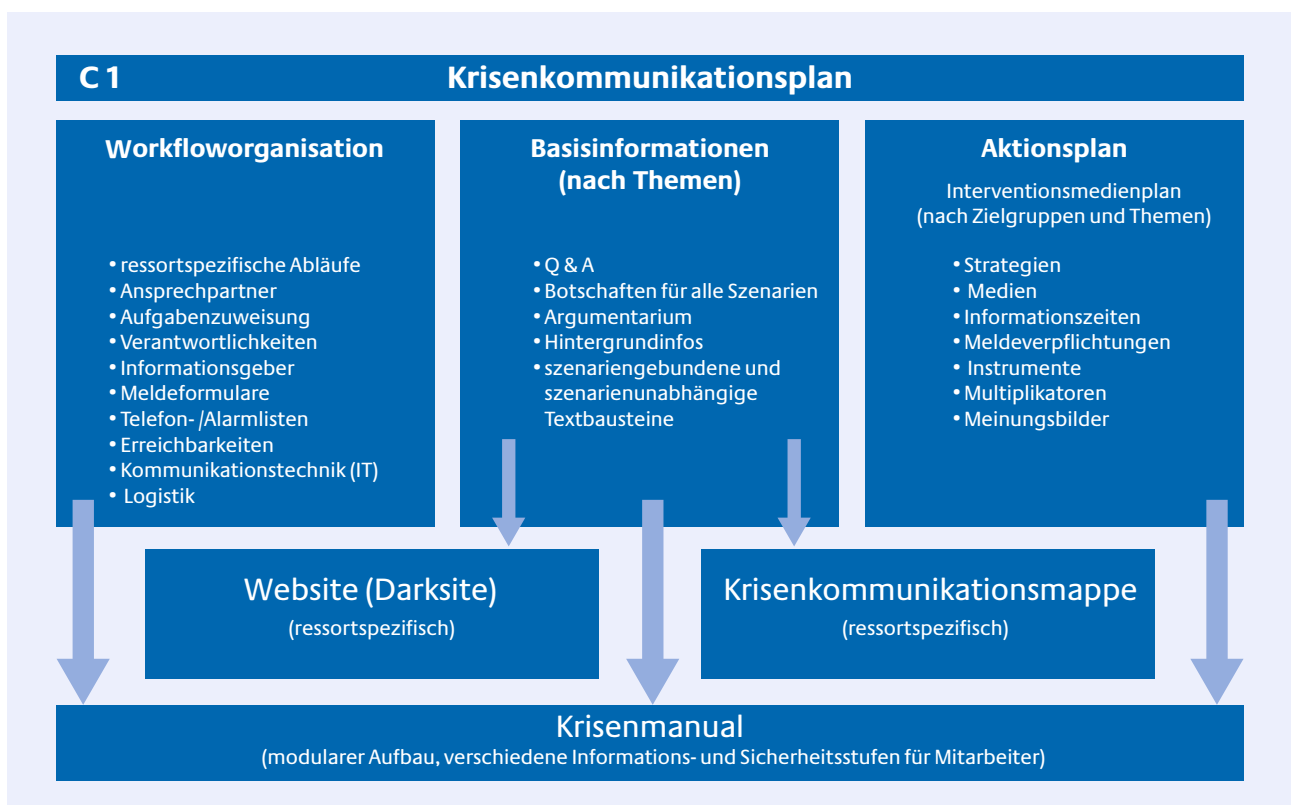 C 1 Krisenkommunikationsplan
Workfloworganisation
• ressortspezifische Abläufe
• Ansprechpartner
• Aufgabenzuweisung
• Verantwortlichkeiten
• Informationsgeber
• Meldeformulare
• Telefon- /Alarmlisten
• Erreichbarkeiten
• Kommunikationstechnik (IT)
• Logistik
Basisinformationen
(nach Themen)
• Q & A
• Botschaften für alle Szenarien
• Argumentarium
• Hintergrundinfos
• szenariengebundene und
szenarienunabhängige
Textbausteine
Aktionsplan
Interventionsmedienplan
(nach Zielgruppen und Themen)
• Strategien
• Medien
• Informationszeiten
• Meldeverpflichtungen
• Instrumente
• Multiplikatoren
• Meinungsbilder
Website (Darksite)
(ressortspezifisch)
Krisenkommunikationsmappe
(ressortspezifisch)
Krisenmanual
(modularer Aufbau, verschiedene Informations- und Sicherheitsstufen für Mitarbeiter)